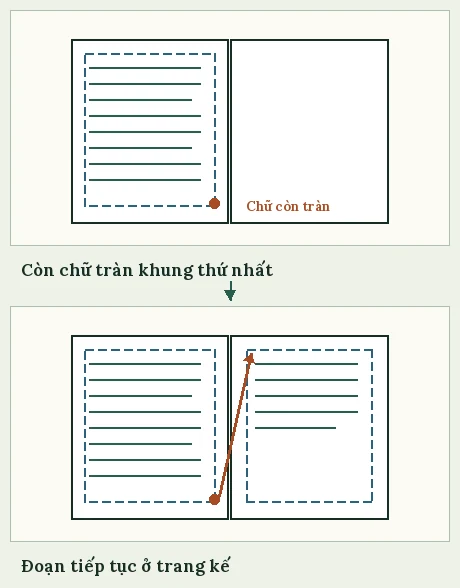 Chữ còn tràn
Còn chữ tràn khung thứ nhất
Đoạn tiếp tục ở trang kế